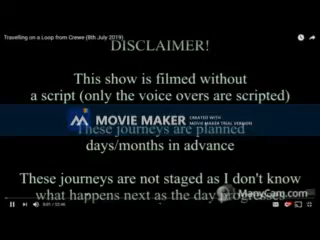 Travelling on a Loop from Crewe (8th July 2019)
DISCLAIMER!
This show is filmed without
a script (only the voice overs are scripted)
MOVIE MAKER
CREATED WITH
MOVIE MAKER TRIAL VERSION
These journeys are planned
days/months in advance
These journeys are not staged as I don't know
what happens next as the day progresses
ManyCam.com